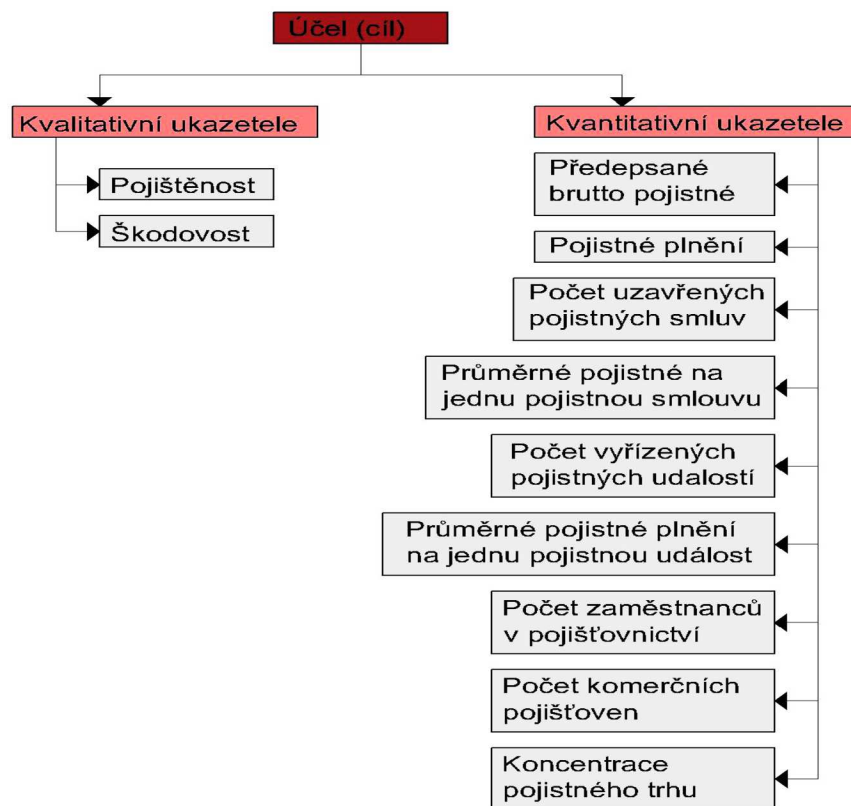 Účel (cíl)
Kvalitativní ukazetele
Pojištěnost
Škodovost
Kvantitativní ukazetele
Předepsané
brutto pojistné
Pojistné plnění
Počet uzavřených
pojistných smluv
Průměrné pojistné na
jednu pojistnou smlouvu
Počet vyřízených
pojistných udalostí
Průměrné pojistné plnění
na jednu pojistnou událost
Počet zaměstnanců
v pojišťovnictví
Počet komerčních
pojišťoven
Koncentrace
pojistného trhu